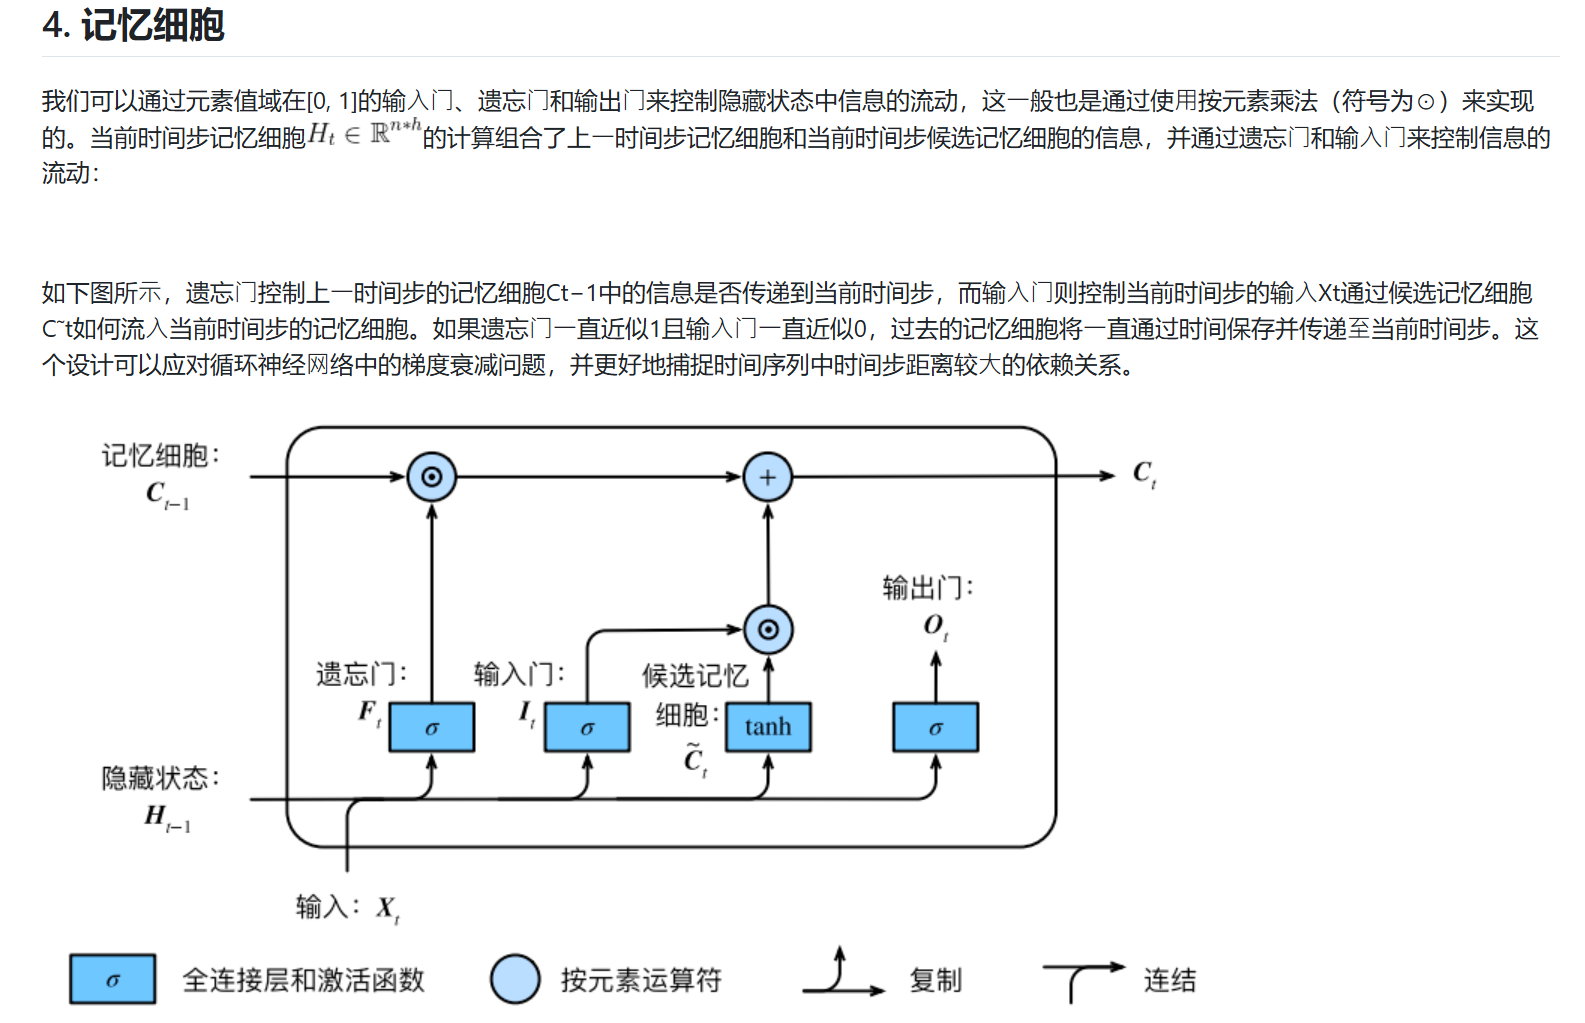 4. 记忆细胞
我们可以通过元素值域在[0, 1]的输入门、遗忘门和输出门来控制隐藏状态中信息的流动，这一般也是通过使用按元素乘法（符号为⊙）来实现
的。当前时间步记忆细胞H_t ∈ ℝ^{n*h}的计算组合了上一时间步记忆细胞和当前时间步候选记忆细胞的信息，并通过遗忘门和输入门来控制信息的
流动：
如下图所示，遗忘门控制上一时间步的记忆细胞Ct−1中的信息是否传递到当前时间步，而输入门则控制当前时间步的输入Xt通过候选记忆细胞
C˜t如何流入当前时间步的记忆细胞。如果遗忘门一直近似1且输入门一直近似0，过去的记忆细胞将一直通过时间保存并传递至当前时间步。这
个设计可以应对循环神经网络中的梯度衰减问题，并更好地捕捉时间序列中时间步距离较大的依赖关系。
记忆细胞：
C_{t−1}
⊙
+
C_t
输出门：
O_t
⊙
遗忘门：
F_t
σ
输入门：
I_t
σ
候选记忆
细胞：
C̃_t
tanh
σ
隐藏状态：
H_{t−1}
输入：X_t
σ 全连接层和激活函数
按元素运算符
复制
连结